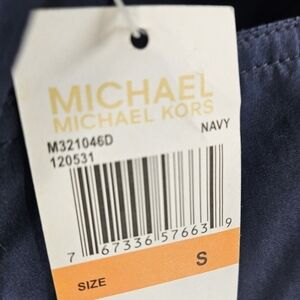 MICHAEL
MICHAEL KORS
M321046D NAVY
120531
7 67336 57663 9
SIZE S